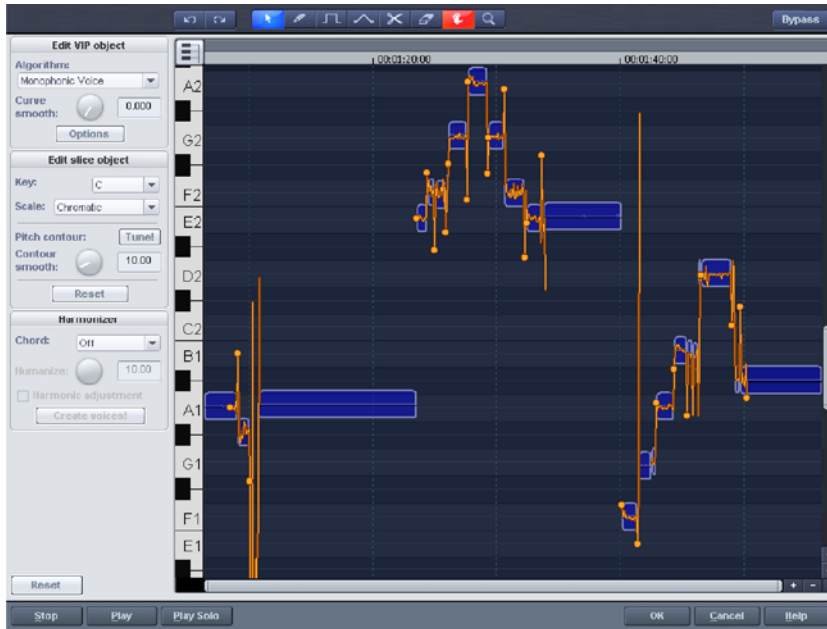 Bypass
Edit VIP object
Algorithm:
Monophonic Voice
Curve smooth: 0,000
Options
Edit slice object
Key: C
Scale: Chromatic
Pitch contour: Tune!
Contour smooth: 10.00
Reset
Harmonizer
Chord: Off
Humanize: 10.00
Harmonic adjustment
Create voices!
Reset
00:01:20:00 00:01:40:00
A2
G2
F2
E2
D2
C2
B1
A1
G1
F1
E1
Stop Play Play Solo OK Cancel Help